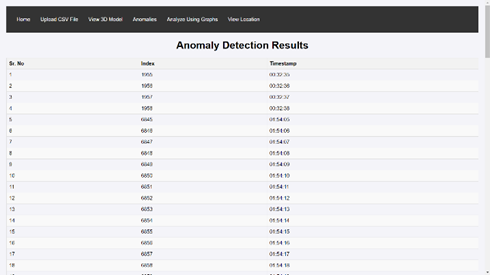 Home Upload CSV File View 3D Model Anomalies Analyze Using Graphs View Location
Anomaly Detection Results
Sr. No Index Timestamp
1 1955 00:32:35
2 1956 00:32:36
3 1957 00:32:37
4 1958 00:32:38
5 6845 01:54:05
6 6846 01:54:06
7 6847 01:54:07
8 6848 01:54:08
9 6849 01:54:09
10 6850 01:54:10
11 6851 01:54:11
12 6852 01:54:12
13 6853 01:54:13
14 6854 01:54:14
15 6855 01:54:15
16 6856 01:54:16
17 6857 01:54:17
18 6858 01:54:18